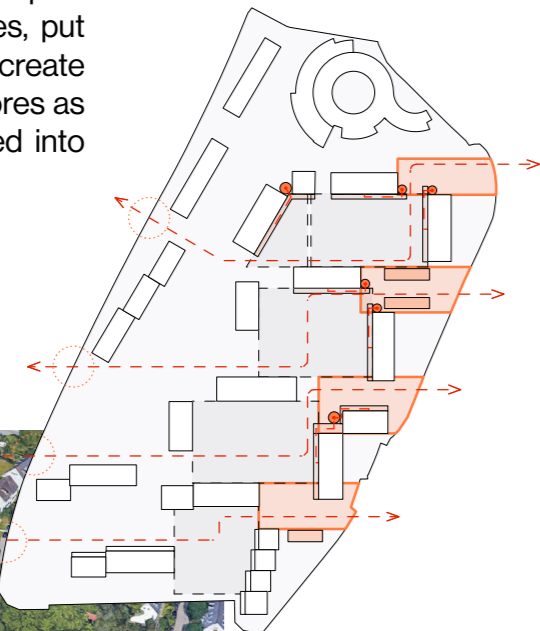 es, put
create
ores as
ed into